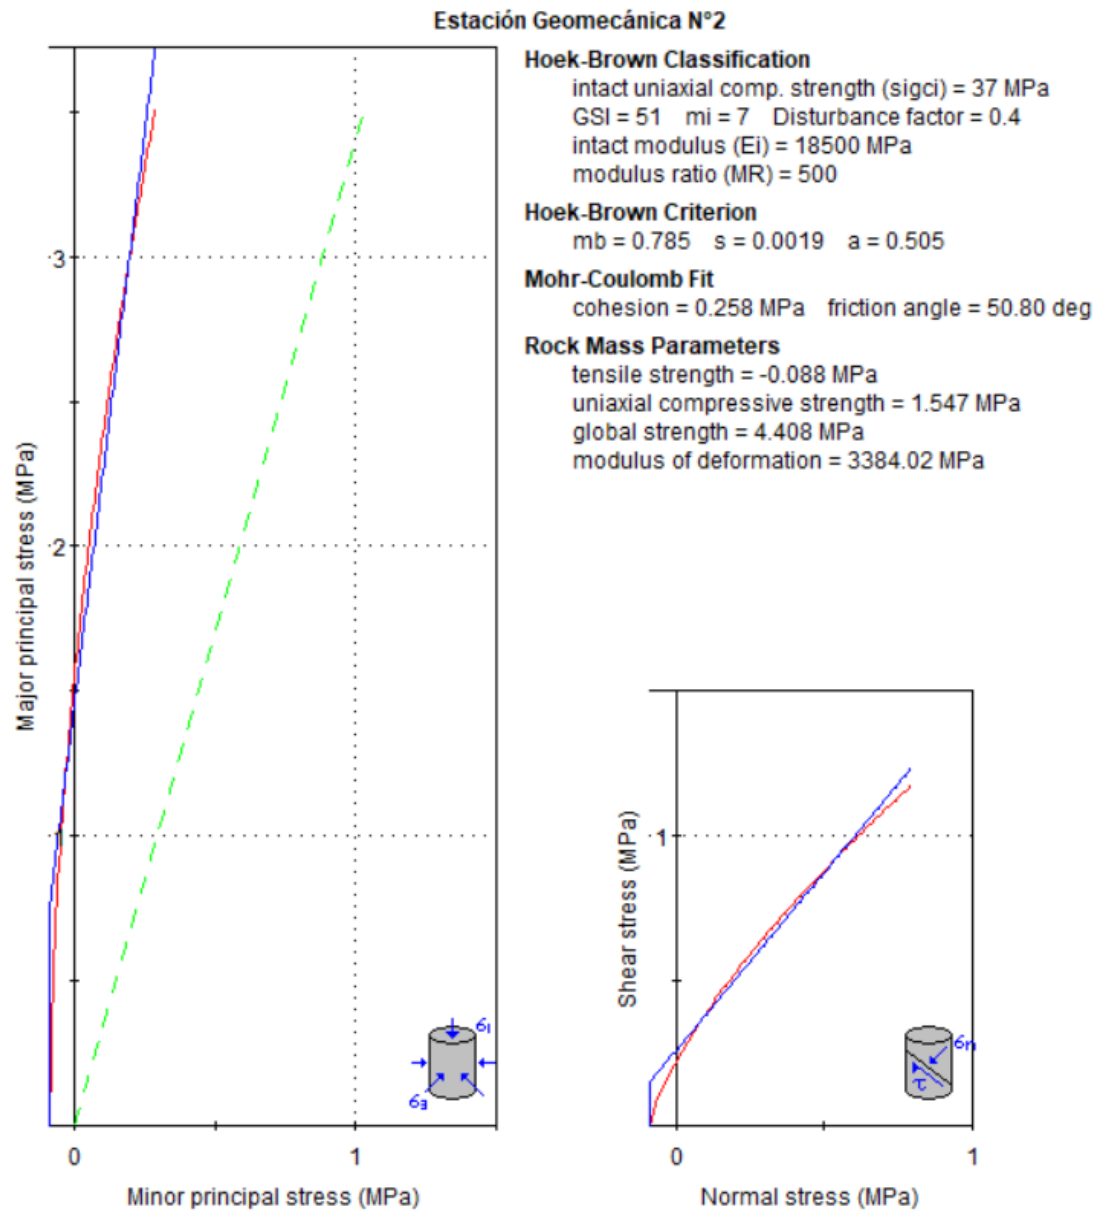 Estación Geomecánica N°2
Hoek-Brown Classification
intact uniaxial comp. strength (sigci) = 37 MPa
GSI = 51 mi = 7 Disturbance factor = 0.4
intact modulus (Ei) = 18500 MPa
modulus ratio (MR) = 500
Hoek-Brown Criterion
mb = 0.785 s = 0.0019 a = 0.505
Mohr-Coulomb Fit
cohesion = 0.258 MPa friction angle = 50.80 deg
Rock Mass Parameters
tensile strength = -0.088 MPa
uniaxial compressive strength = 1.547 MPa
global strength = 4.408 MPa
modulus of deformation = 3384.02 MPa
Major principal stress (MPa)
3
2
1
0
1
Minor principal stress (MPa)
σ1
σ3
Shear stress (MPa)
1
0
1
Normal stress (MPa)
σn
τ